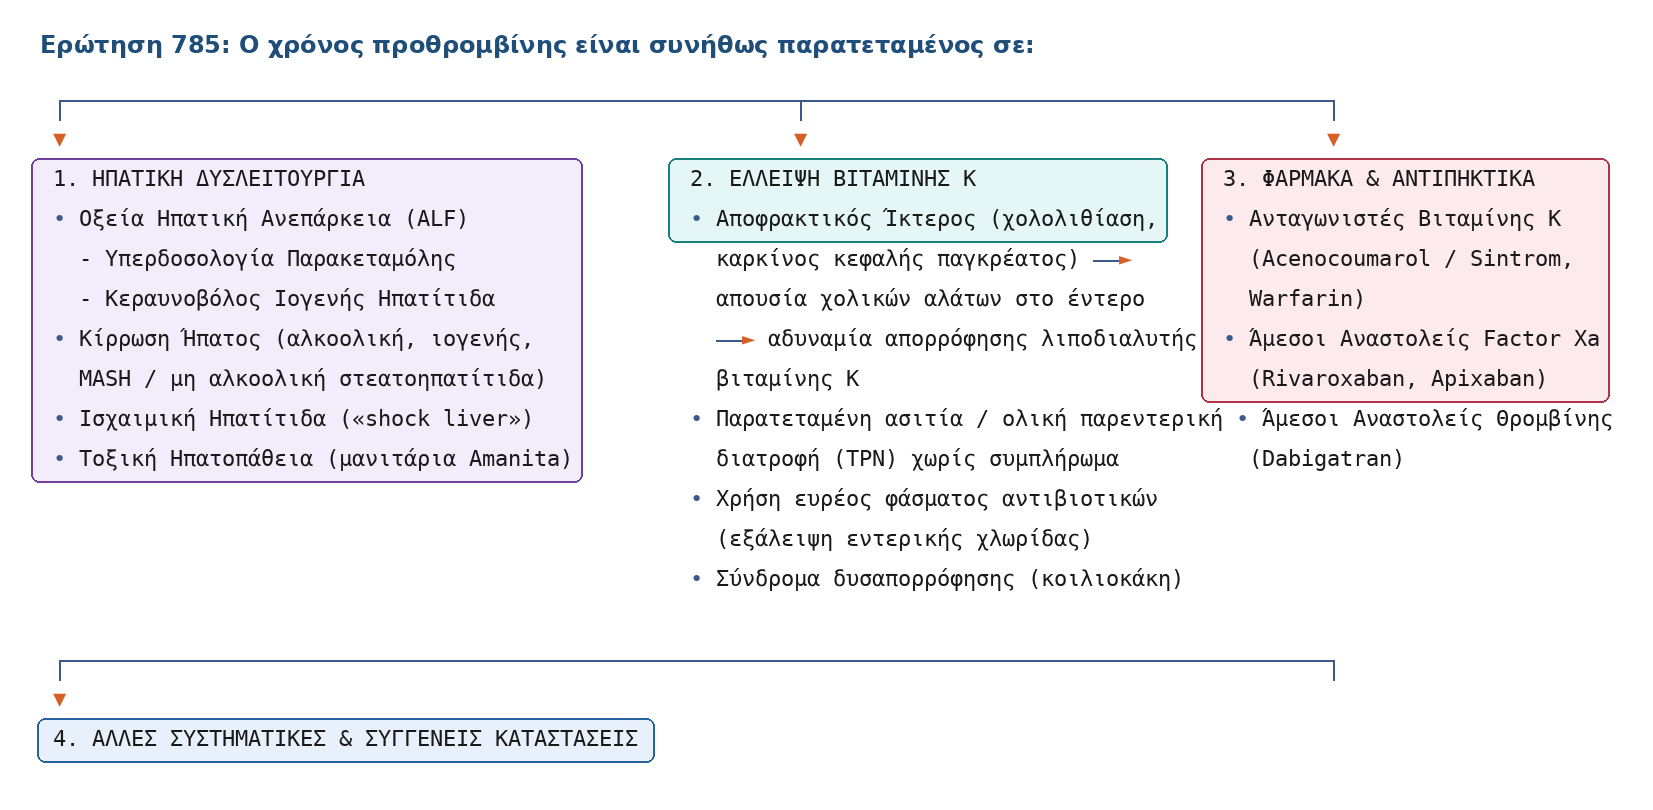 Ερώτηση 785: Ο χρόνος προθρομβίνης είναι συνήθως παρατεταμένος σε:
1. ΗΠΑΤΙΚΗ ΔΥΣΛΕΙΤΟΥΡΓΙΑ
• Οξεία Ηπατική Ανεπάρκεια (ALF)
- Υπερδοσολογία Παρακεταμόλης
- Κεραυνοβόλος Ιογενής Ηπατίτιδα
• Κίρρωση Ήπατος (αλκοολική, ιογενής,
MASH / μη αλκοολική στεατοηπατίτιδα)
• Ισχαιμική Ηπατίτιδα («shock liver»)
• Τοξική Ηπατοπάθεια (μανιτάρια Amanita)
2. ΕΛΛΕΙΨΗ ΒΙΤΑΜΙΝΗΣ Κ
• Αποφρακτικός Ίκτερος (χολολιθίαση,
καρκίνος κεφαλής παγκρέατος) →
απουσία χολικών αλάτων στο έντερο
→ αδυναμία απορρόφησης λιποδιαλυτής
βιταμίνης Κ
• Παρατεταμένη ασιτία / ολική παρεντερική
διατροφή (TPN) χωρίς συμπλήρωμα
• Χρήση ευρέος φάσματος αντιβιοτικών
(εξάλειψη εντερικής χλωρίδας)
• Σύνδρομα δυσαπορρόφησης (κοιλιοκάκη)
3. ΦΑΡΜΑΚΑ & ΑΝΤΙΠΗΚΤΙΚΑ
• Ανταγωνιστές Βιταμίνης Κ
(Acenocoumarol / Sintrom,
Warfarin)
• Άμεσοι Αναστολείς Factor Xa
(Rivaroxaban, Apixaban)
• Άμεσοι Αναστολείς Θρομβίνης
(Dabigatran)
4. ΑΛΛΕΣ ΣΥΣΤΗΜΑΤΙΚΕΣ & ΣΥΓΓΕΝΕΙΣ ΚΑΤΑΣΤΑΣΕΙΣ